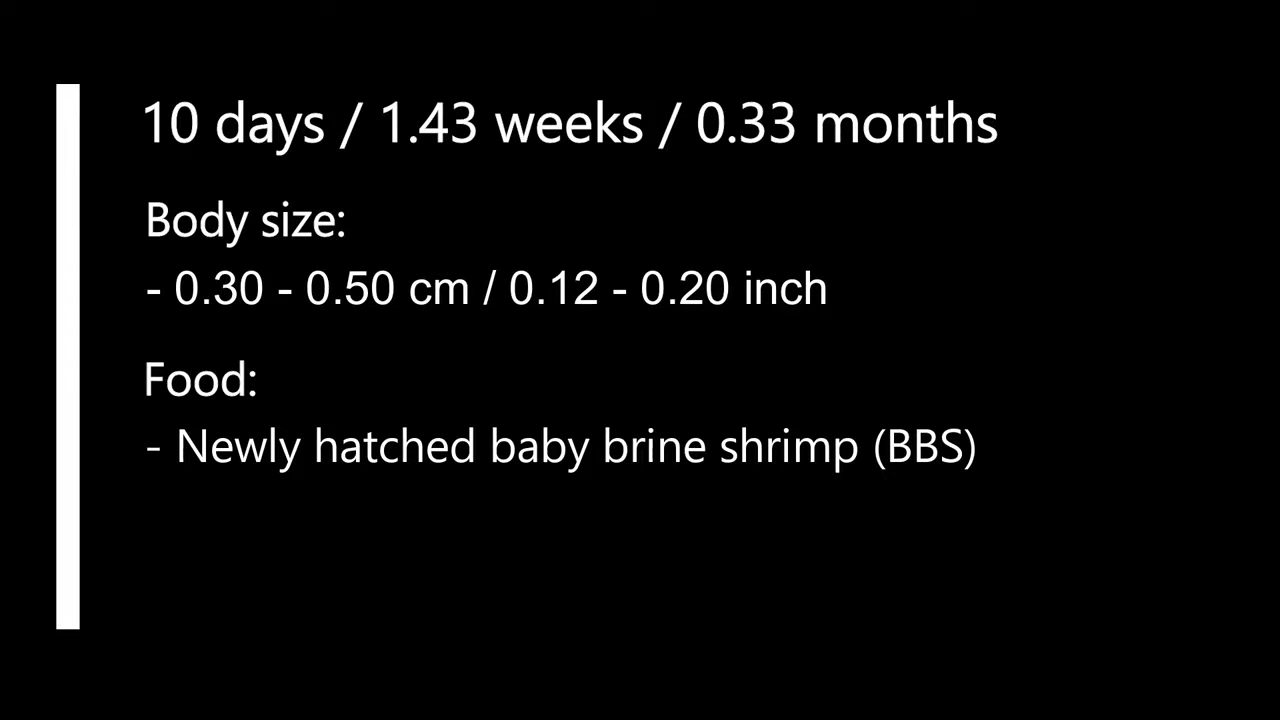 10 days / 1.43 weeks / 0.33 months
Body size:
- 0.30 - 0.50 cm / 0.12 - 0.20 inch
Food:
- Newly hatched baby brine shrimp (BBS)